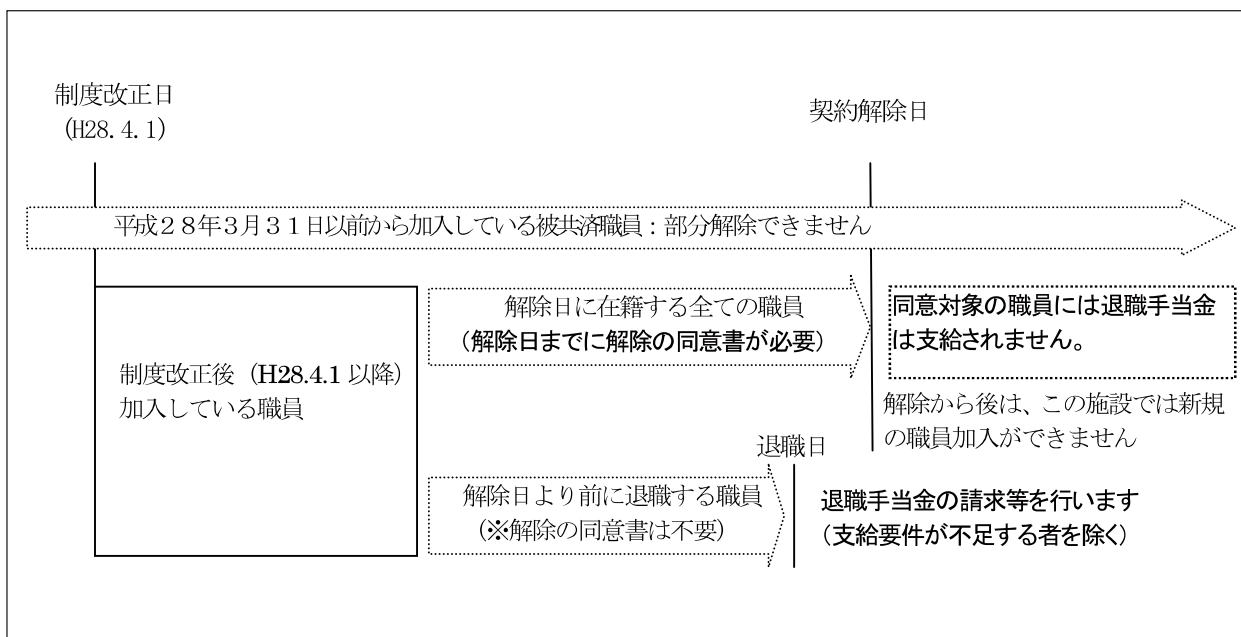 制度改正日
(H28.4.1)
契約解除日
平成２８年３月３１日以前から加入している被共済職員：部分解除できません
解除日に在籍する全ての職員
（解除日までに解除の同意書が必要）
同意対象の職員には退職手当金
は支給されません。
制度改正後（H28.4.1 以降）
加入している職員
解除から後は、この施設では新規
の職員加入ができません
退職日
解除日より前に退職する職員
（※解除の同意書は不要）
退職手当金の請求等を行います
（支給要件が不足する者を除く）